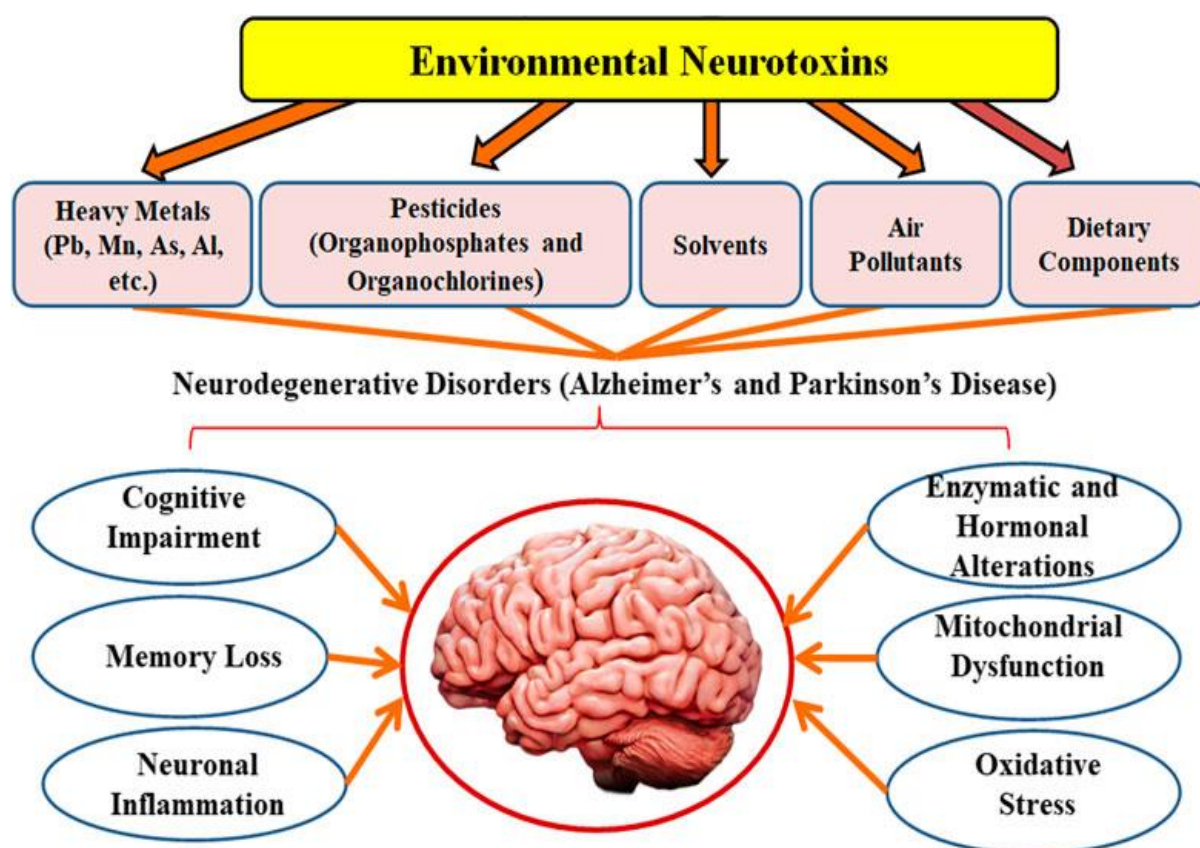 Environmental Neurotoxins
Heavy Metals
(Pb, Mn, As, Al,
etc.)
Pesticides
(Organophosphates and
Organochlorines)
Solvents
Air
Pollutants
Dietary
Components
Neurodegenerative Disorders (Alzheimer’s and Parkinson’s Disease)
Cognitive
Impairment
Memory Loss
Neuronal
Inflammation
Enzymatic and
Hormonal
Alterations
Mitochondrial
Dysfunction
Oxidative
Stress